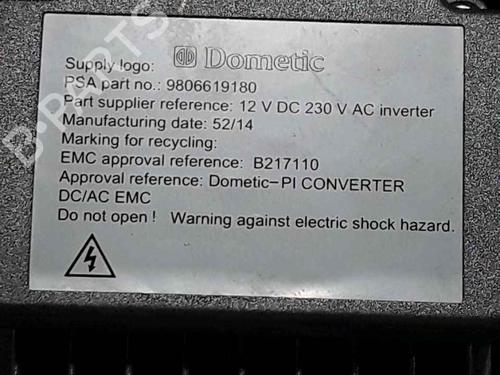 Supply logo: Dometic
PSA part no.: 9806619180
Part supplier reference: 12 V DC 230 V AC inverter
Manufacturing date: 52/14
Marking for recycling:
EMC approval reference: B217110
Approval reference: Dometic-PI CONVERTER
DC/AC EMC
Do not open ! Warning against electric shock hazard.
B-PARTS